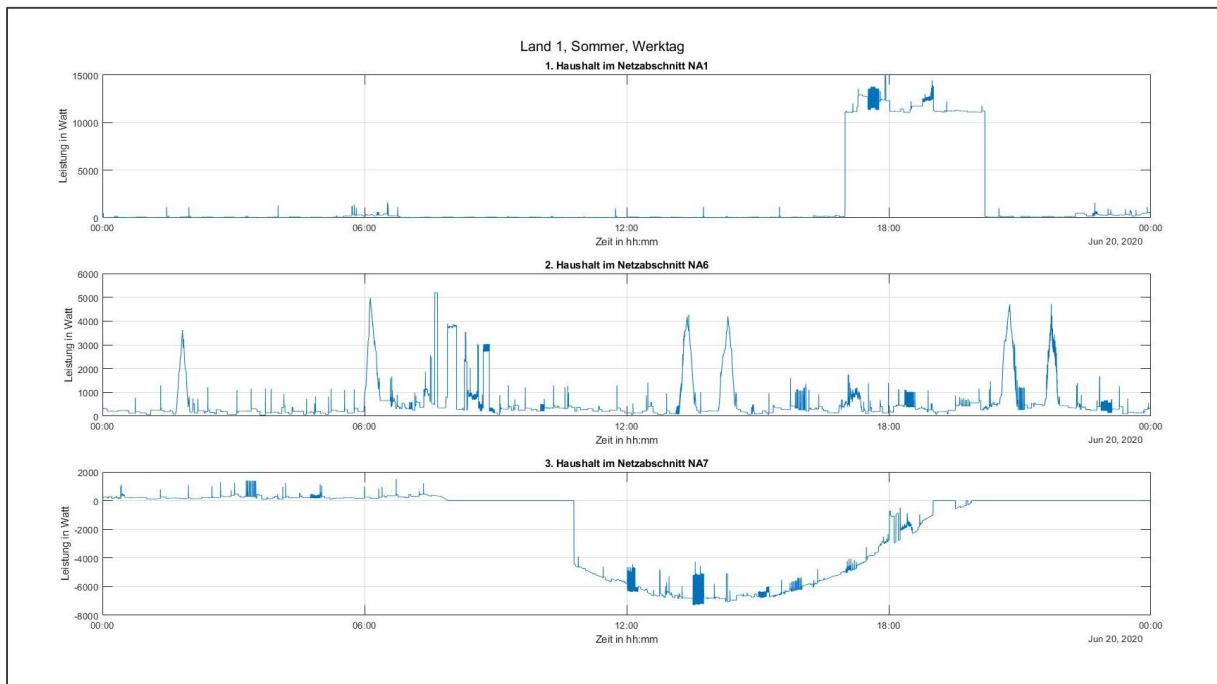 Land 1, Sommer, Werktag
1. Haushalt im Netzabschnitt NA1
15000
10000
5000
0
Leistung in Watt
00:00 06:00 12:00 18:00 00:00
Zeit in hh:mm
Jun 20, 2020
2. Haushalt im Netzabschnitt NA6
6000
5000
4000
3000
2000
1000
0
Leistung in Watt
00:00 06:00 12:00 18:00 00:00
Zeit in hh:mm
Jun 20, 2020
3. Haushalt im Netzabschnitt NA7
2000
0
-2000
-4000
-6000
-8000
Leistung in Watt
00:00 06:00 12:00 18:00 00:00
Zeit in hh:mm
Jun 20, 2020